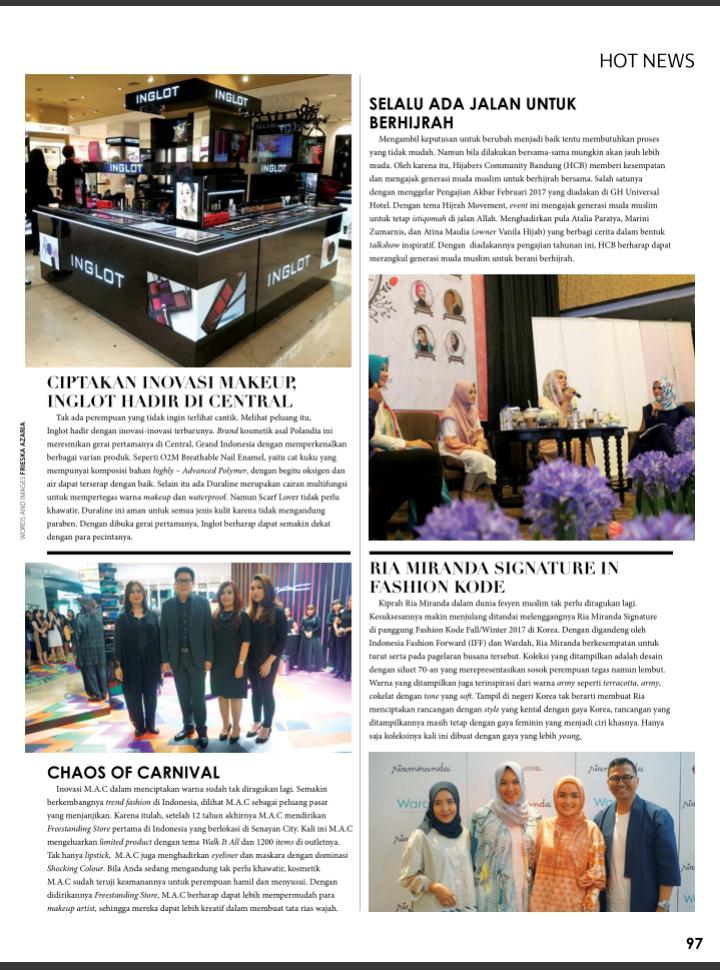 HOT NEWS
INGLOT
INGLOT
INGLOT
INGLOT
INGLOT
INGLOT
CIPTAKAN INOVASI MAKEUP,
INGLOT HADIR DI CENTRAL
Tak ada perempuan yang tidak ingin terlihat cantik. Melihat peluang itu,
Inglot hadir dengan inovasi-inovasi terbarunya. Brand kosmetik asal Polandia ini
meresmikan gerai pertamanya di Central, Grand Indonesia dengan memperkenalkan
berbagai varian produk. Seperti O2M Breathable Nail Enamel, yaitu cat kuku yang
mempunyai komposisi bahan highly – Advanced Polymer, dengan begitu oksigen dan
air dapat terserap dengan baik. Selain itu ada Duraline merupakan cairan multifungsi
untuk mempertegas warna makeup dan waterproof. Namun Scarf Lover tidak perlu
khawatir, Duraline ini aman untuk semua jenis kulit karena tidak mengandung
paraben. Dengan dibuka gerai pertamanya, Inglot berharap dapat semakin dekat
dengan para pecintanya.
WORDS AND IMAGES FRIESKA AZARIA
CHAOS OF CARNIVAL
Inovasi M.A.C dalam menciptakan warna sudah tak diragukan lagi. Semakin
berkembangnya trend fashion di Indonesia, dilihat M.A.C sebagai peluang pasar
yang menjanjikan. Karena itulah, setelah 12 tahun akhirnya M.A.C mendirikan
Freestanding Store pertama di Indonesia yang berlokasi di Senayan City. Kali ini M.A.C
mengeluarkan limited product dengan tema Walk It All dan 1200 items di outletnya.
Tak hanya lipstick, M.A.C juga menghadirkan eyeliner dan maskara dengan dominasi
Shocking Colour. Bila Anda sedang mengandung tak perlu khawatir, kosmetik
M.A.C sudah teruji keamanannya untuk perempuan hamil dan menyusui. Dengan
didirikannya Freestanding Store, M.A.C berharap dapat lebih mempermudah para
makeup artist, sehingga mereka dapat lebih kreatif dalam membuat tata rias wajah.
SELALU ADA JALAN UNTUK
BERHIJRAH
Mengambil keputusan untuk berubah menjadi baik tentu membutuhkan proses
yang tidak mudah. Namun bila dilakukan bersama-sama mungkin akan jauh lebih
muda. Oleh karena itu, Hijabers Community Bandung (HCB) memberi kesempatan
dan mengajak generasi muda muslim untuk berhijrah bersama. Salah satunya
dengan menggelar Pengajian Akbar Februari 2017 yang diadakan di GH Universal
Hotel. Dengan tema Hijrah Movement, event ini mengajak generasi muda muslim
untuk tetap istiqomah di jalan Allah. Menghadirkan pula Atalia Paratya, Marini
Zumarnis, dan Atina Maulia (owner Vanila Hijab) yang berbagi cerita dalam bentuk
talkshow inspiratif. Dengan diadakannya pengajian tahunan ini, HCB berharap dapat
merangkul generasi muda muslim untuk berani berhijrah.
RIA MIRANDA SIGNATURE IN
FASHION KODE
Kiprah Ria Miranda dalam dunia fesyen muslim tak perlu diragukan lagi.
Kesuksesannya makin menjulang ditandai melenggangnya Ria Miranda Signature
di panggung Fashion Kode Fall/Winter 2017 di Korea. Dengan digandeng oleh
Indonesia Fashion Forward (IFF) dan Wardah, Ria Miranda berkesempatan untuk
turut serta pada pagelaran busana tersebut. Koleksi yang ditampilkan adalah desain
dengan siluet 70-an yang merepresentasikan sosok perempuan tegas namun lembut.
Warna yang ditampilkan juga terinspirasi dari warna army seperti terracotta, army,
cokelat dengan tone yang soft. Tampil di negeri Korea tak berarti membuat Ria
menciptakan rancangan dengan style yang kental dengan gaya Korea, rancangan yang
ditampilkannya masih tetap dengan gaya feminin yang menjadi ciri khasnya. Hanya
saja koleksinya kali ini dibuat dengan gaya yang lebih young,
riamiranda
riamiranda
97